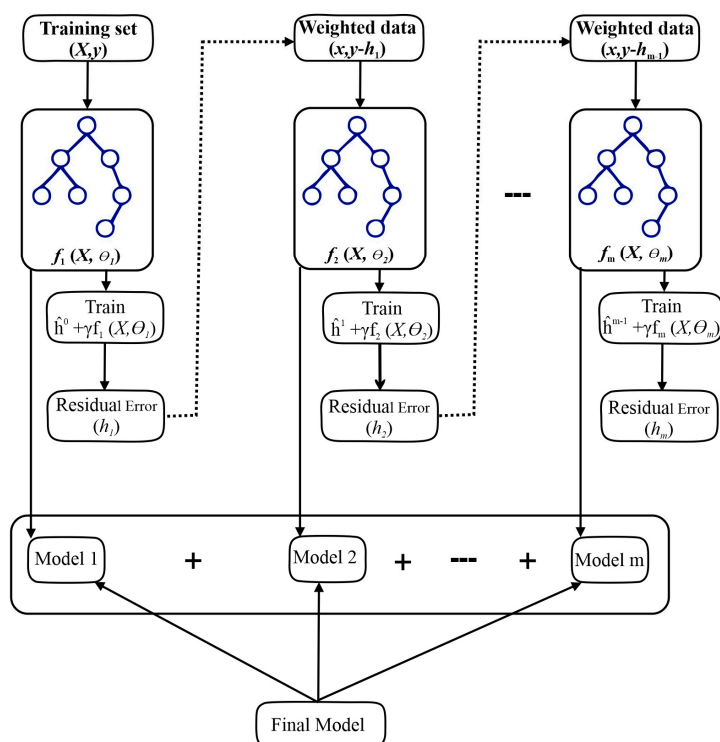 Training set
(X,y)
Weighted data
(x,y-h₁)
Weighted data
(x,y-hₘ₋₁)
f₁ (X, Θ₁)
f₂ (X, Θ₂)
---
fₘ (X, Θₘ)
Train
ĥ⁰ +γf₁ (X,Θ₁)
Train
ĥ¹ +γf₂ (X,Θ₂)
Train
ĥᵐ⁻¹ +γfₘ (X,Θₘ)
Residual Error
(h₁)
Residual Error
(h₂)
Residual Error
(hₘ)
Model 1 + Model 2 + --- + Model m
Final Model